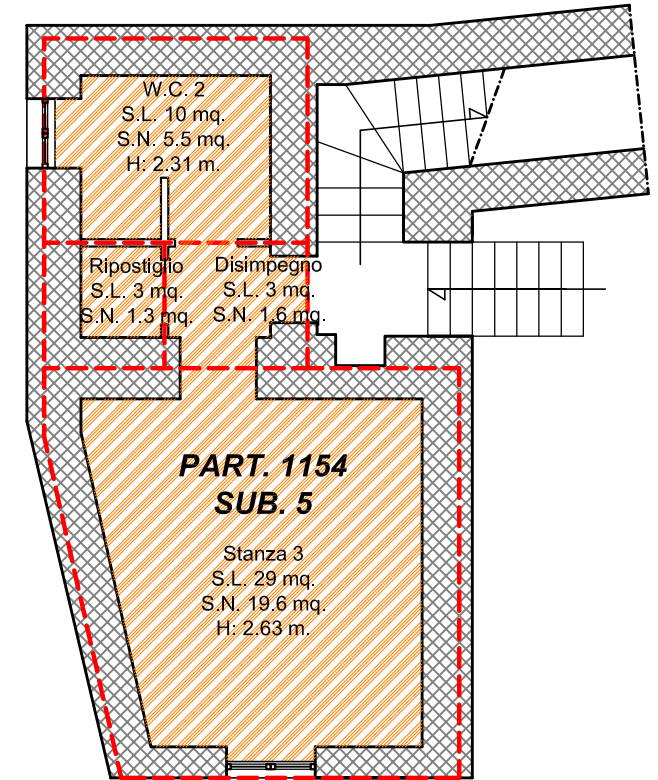 W.C. 2
S.L. 10 mq.
S.N. 5.5 mq.
H: 2.31 m.
Ripostiglio
S.L. 3 mq.
S.N. 1.3 mq.
Disimpegno
S.L. 3 mq.
S.N. 1.6 mq.
PART. 1154
SUB. 5
Stanza 3
S.L. 29 mq.
S.N. 19.6 mq.
H: 2.63 m.